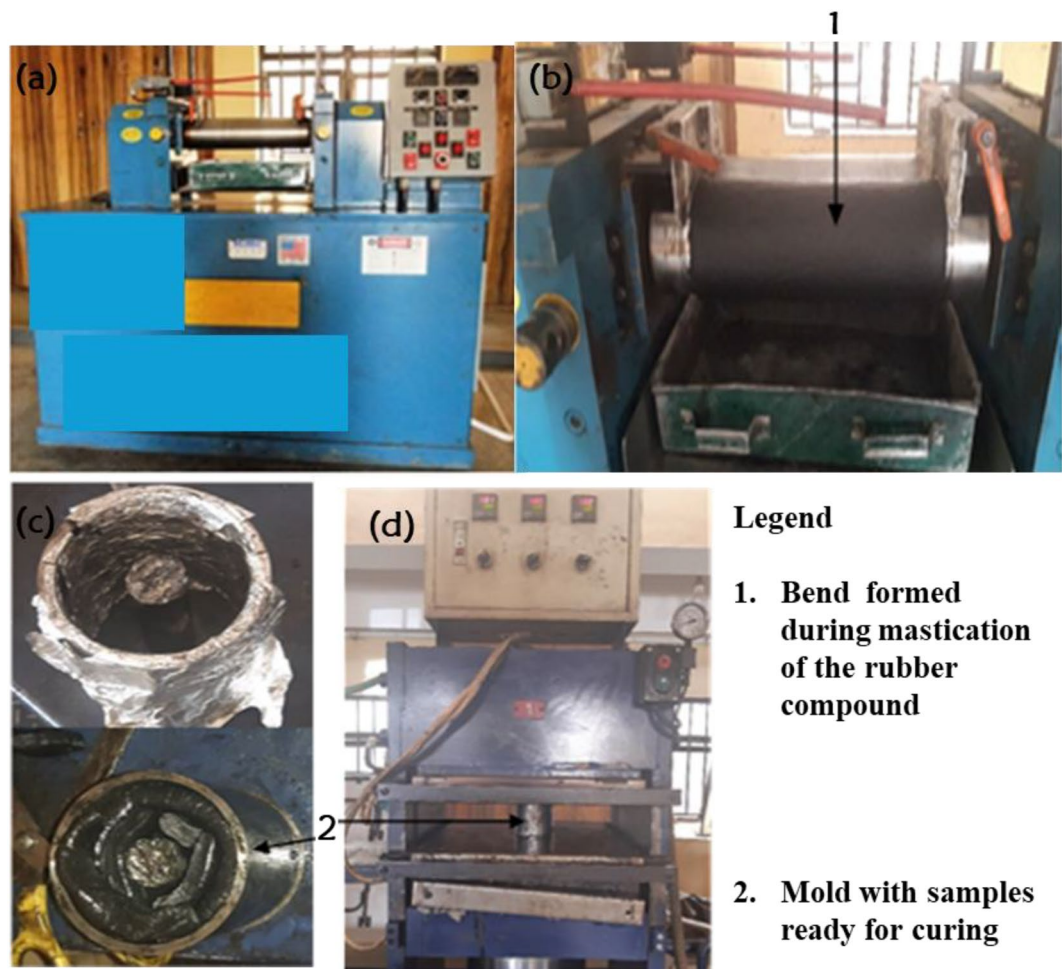 1
(a)
(b)
(c)
(d)
2
Legend
1. Bend formed
during mastication
of the rubber
compound
2. Mold with samples
ready for curing